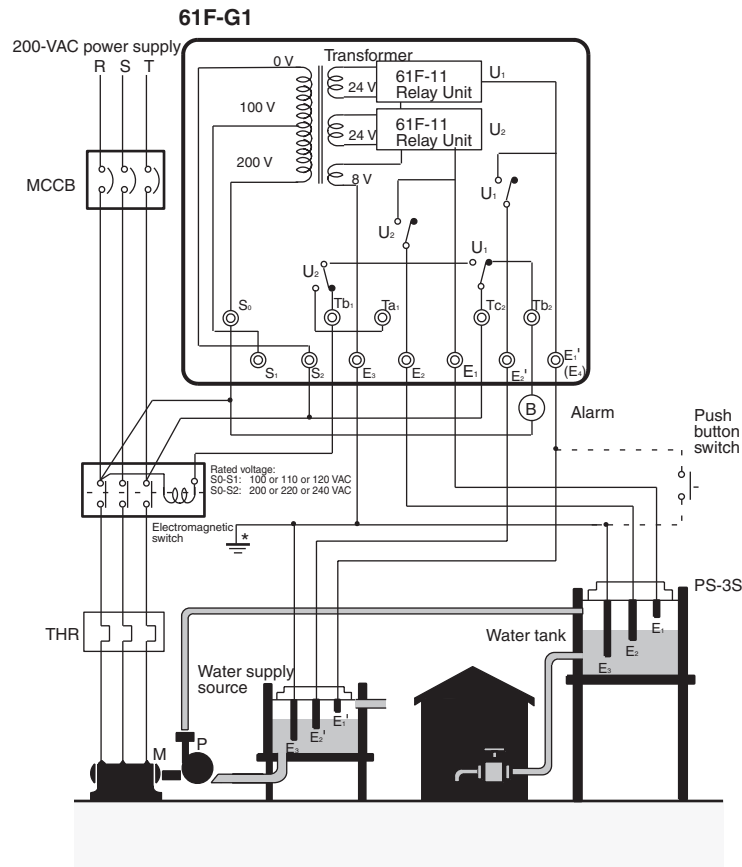 61F-G1
200-VAC power supply
R S T
MCCB
Transformer
0 V
100 V
200 V
24 V
24 V
8 V
61F-11
Relay Unit
U1
61F-11
Relay Unit
U2
U1
U2
U1
U2
S0
Tb1
Ta1
Tc2
Tb2
S1
S2
E3
E2
E1
E2'
E1'
(E4)
B
Alarm
Push
button
switch
Rated voltage:
S0-S1: 100 or 110 or 120 VAC
S0-S2: 200 or 220 or 240 VAC
Electromagnetic
switch
*
THR
PS-3S
Water tank
E1
E2
E3
Water supply
source
E1'
E2'
E3
M
P